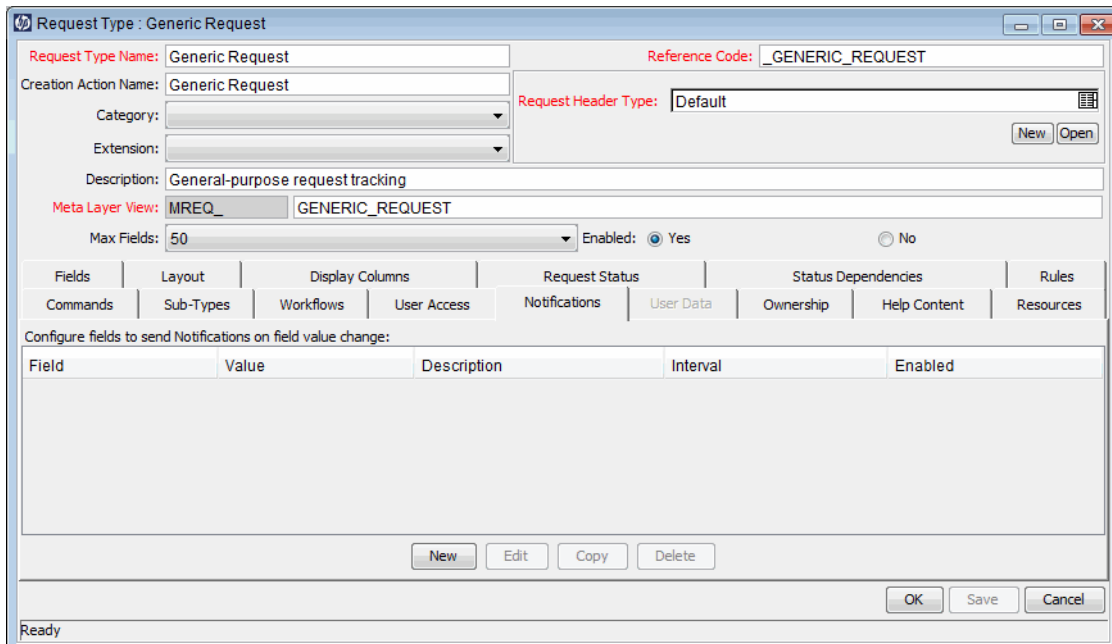 hp Request Type : Generic Request
Request Type Name: Generic Request Reference Code: _GENERIC_REQUEST
Creation Action Name: Generic Request
Request Header Type: Default
Category:
New Open
Extension:
Description: General-purpose request tracking
Meta Layer View: MREQ_ GENERIC_REQUEST
Max Fields: 50 Enabled: Yes No
Fields Layout Display Columns Request Status Status Dependencies Rules
Commands Sub-Types Workflows User Access Notifications User Data Ownership Help Content Resources
Configure fields to send Notifications on field value change:
Field Value Description Interval Enabled
New Edit Copy Delete
OK Save Cancel
Ready